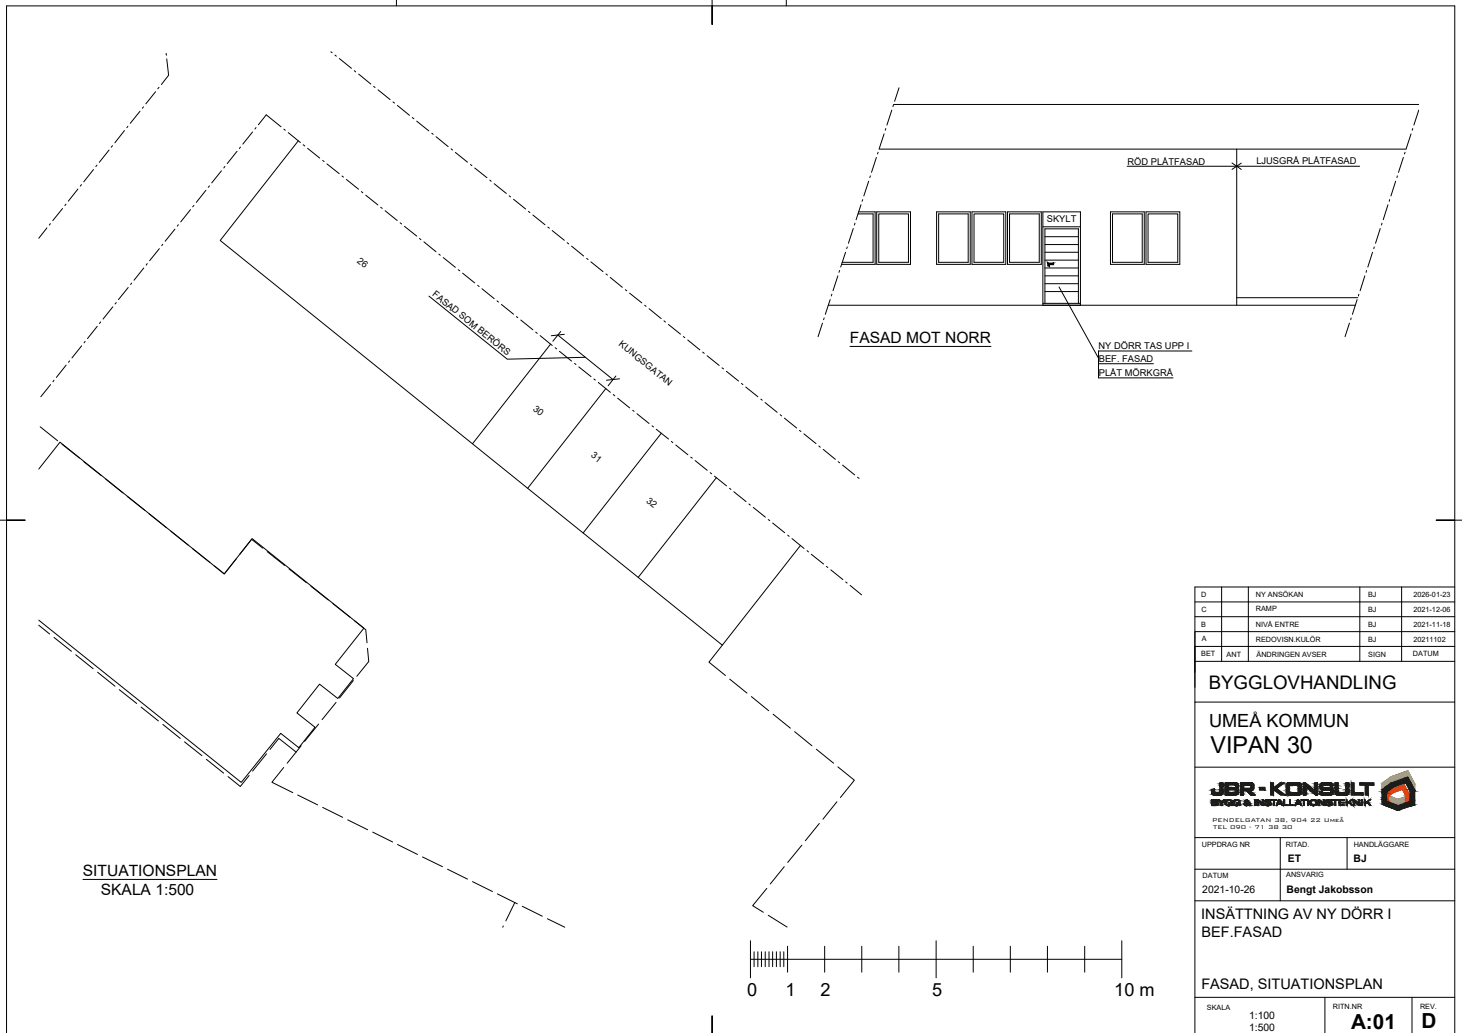 26
FASAD SOM BERÖRS
KUNGSGATAN
30
31
32
SITUATIONSPLAN
SKALA 1:500
RÖD PLÅTFASAD
LJUSGRÅ PLÅTFASAD
SKYLT
FASAD MOT NORR
NY DÖRR TAS UPP I
BEF. FASAD
PLÅT MÖRKGRÅ
0 1 2 5 10 m
D NY ANSÖKAN BJ 2026-01-23
C RAMP BJ 2021-12-06
B NIVÅ ENTRE BJ 2021-11-18
A REDOVISN.KULÖR BJ 20211102
BET ANT ÄNDRINGEN AVSER SIGN DATUM
BYGGLOVHANDLING
UMEÅ KOMMUN
VIPAN 30
JBR - KONSULT
BYGG & INSTALLATIONSTEKNIK
PENDELGATAN 38, 904 22 UMEÅ
TEL 090 - 71 38 30
UPPDRAG NR RITAD. HANDLÄGGARE
ET BJ
DATUM ANSVARIG
2021-10-26 Bengt Jakobsson
INSÄTTNING AV NY DÖRR I
BEF.FASAD
FASAD, SITUATIONSPLAN
SKALA RITN.NR REV.
1:100
1:500 A:01 D